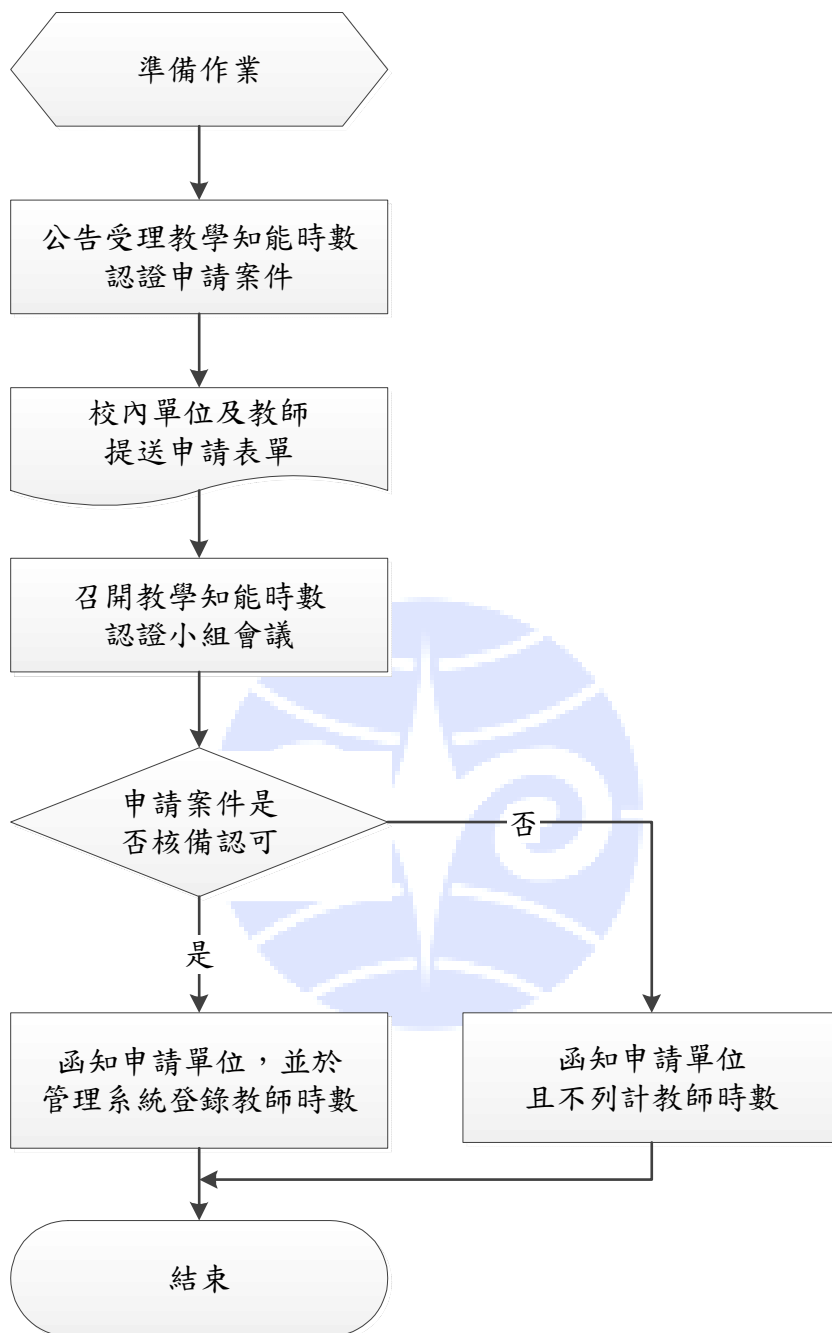 準備作業
公告受理教學知能時數
認證申請案件
校內單位及教師
提送申請表單
召開教學知能時數
認證小組會議
申請案件是
否核備認可
否
是
函知申請單位，並於
管理系統登錄教師時數
函知申請單位
且不列計教師時數
結束